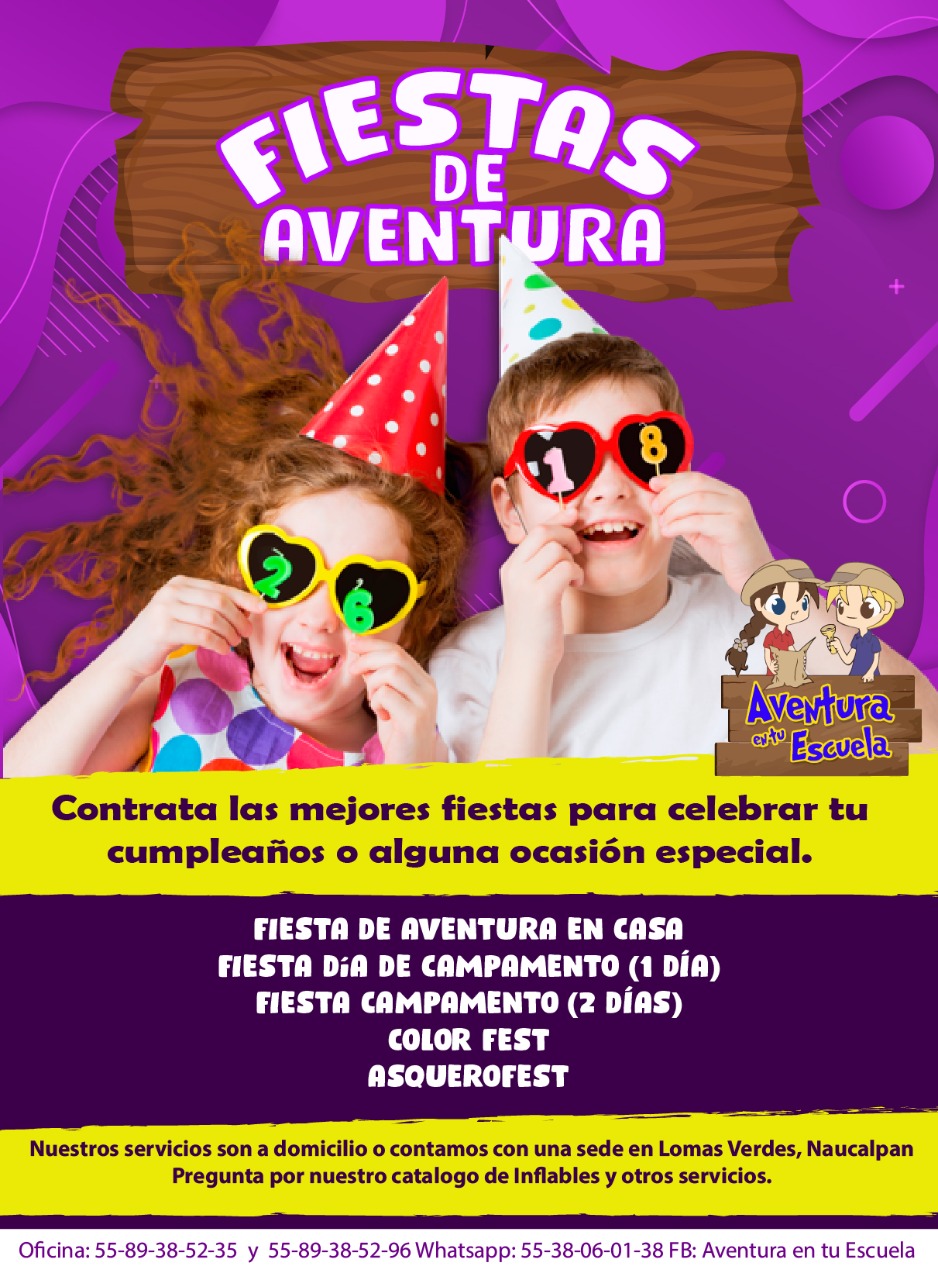 FIESTAS
DE
AVENTURA
2
6
1
8
AVENTURA
en tu
Escuela
Contrata las mejores fiestas para celebrar tu
cumpleaños o alguna ocasión especial.
FIESTA DE AVENTURA EN CASA
FIESTA DíA DE CAMPAMENTO (1 DÍA)
FIESTA CAMPAMENTO (2 DÍAS)
COLOR FEST
ASQUEROFEST
Nuestros servicios son a domicilio o contamos con una sede en Lomas Verdes, Naucalpan
Pregunta por nuestro catalogo de Inflables y otros servicios.
Oficina: 55-89-38-52-35 y 55-89-38-52-96 Whatsapp: 55-38-06-01-38 FB: Aventura en tu Escuela